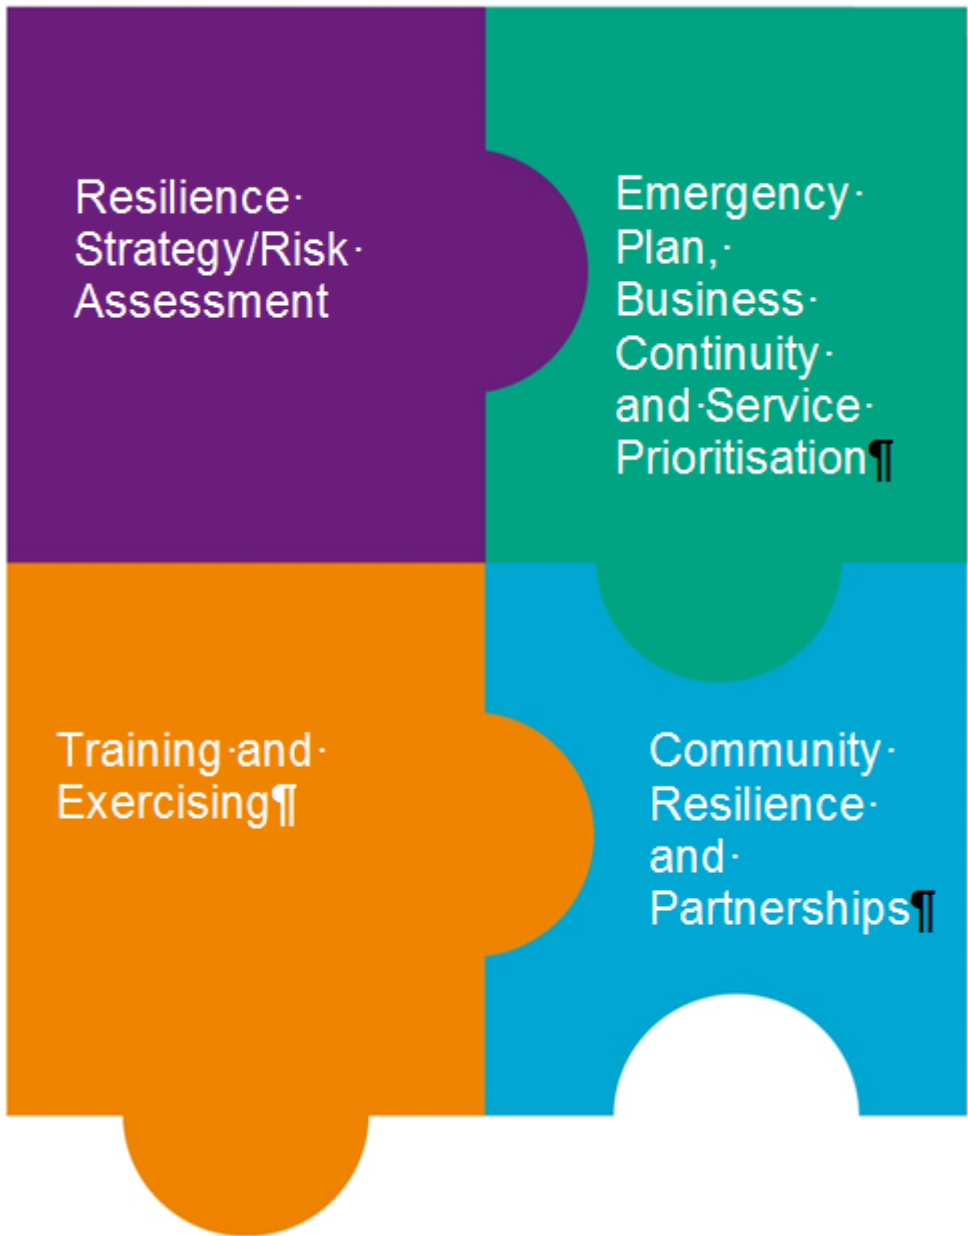 Resilience·
Strategy/Risk·
Assessment
Emergency·
Plan,·
Business·
Continuity·
and·Service·
Prioritisation¶
Training·and·
Exercising¶
Community·
Resilience·
and·
Partnerships¶